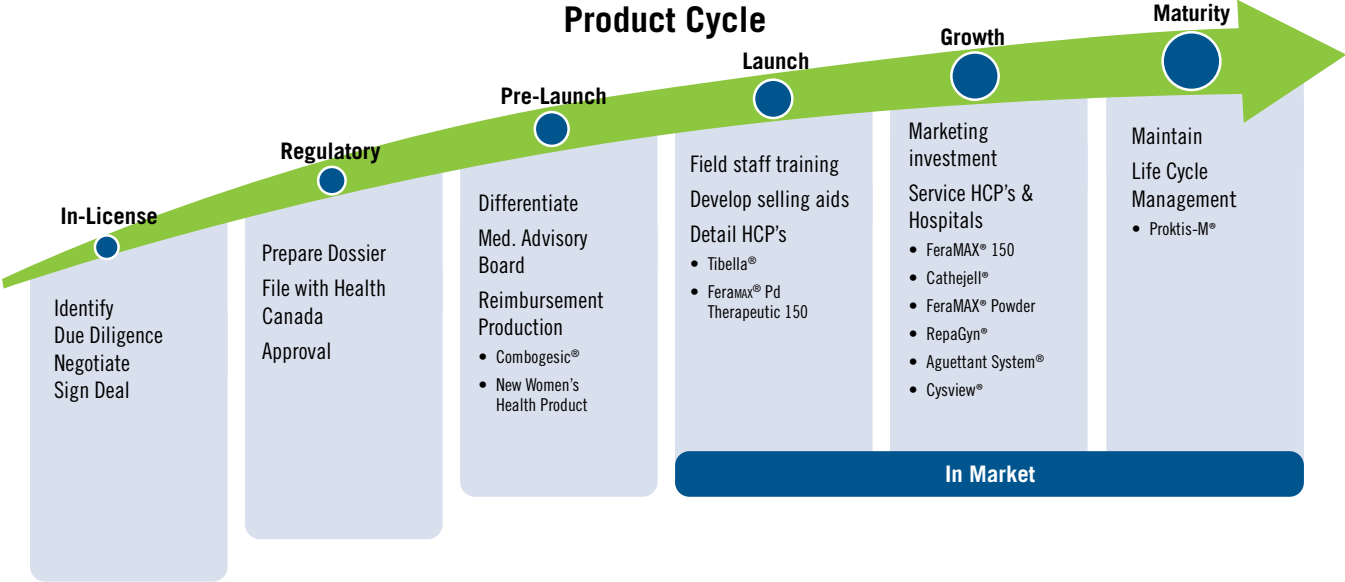 Product Cycle
In-License
Identify
Due Diligence
Negotiate
Sign Deal
Regulatory
Prepare Dossier
File with Health
Canada
Approval
Pre-Launch
Differentiate
Med. Advisory
Board
Reimbursement
Production
• Combogesic®
• New Women's
Health Product
Launch
Field staff training
Develop selling aids
Detail HCP's
• Tibella®
• FeraMAX® Pd
Therapeutic 150
Growth
Marketing
investment
Service HCP's &
Hospitals
• FeraMAX® 150
• Cathejell®
• FeraMAX® Powder
• RepaGyn®
• Aguettant System®
• Cysview®
Maturity
Maintain
Life Cycle
Management
• Proktis-M®
In Market